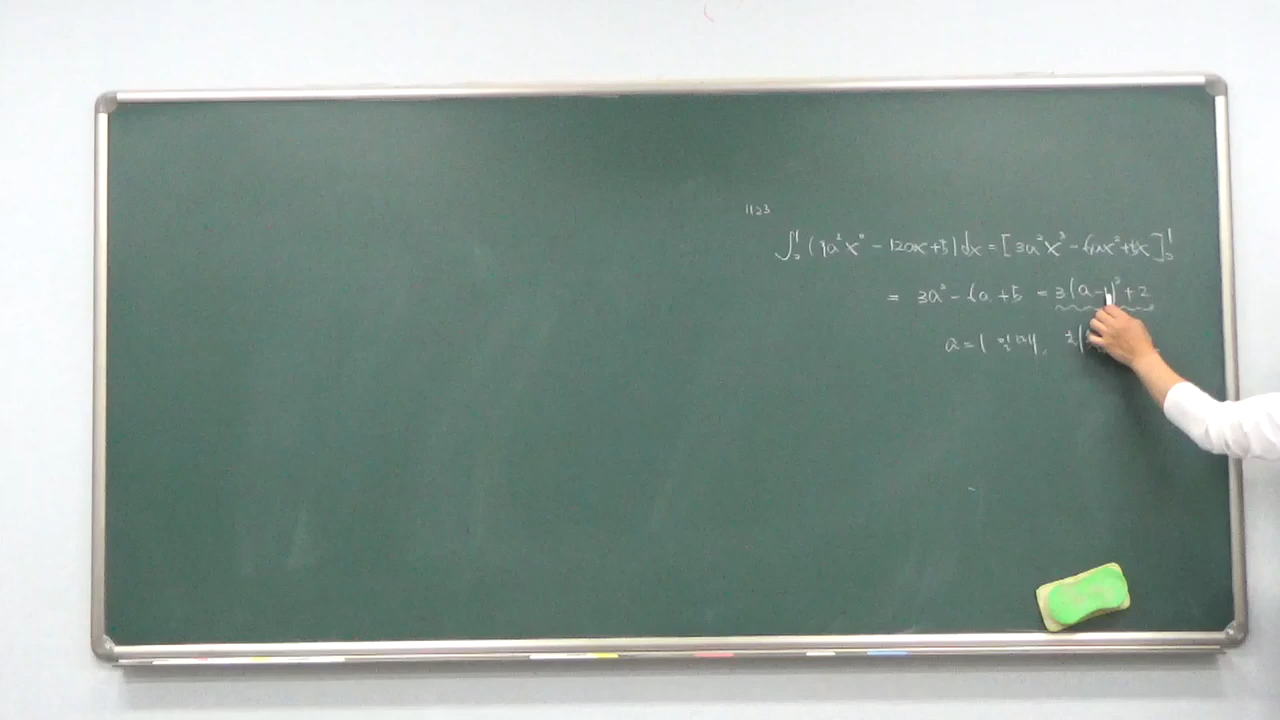 1123
∫₀¹ (9a²x² - 12ax + 5) dx = [3a²x³ - 6ax² + 5x]₀¹
= 3a² - 6a + 5 = 3(a-1)² + 2
a = 1 일 때,